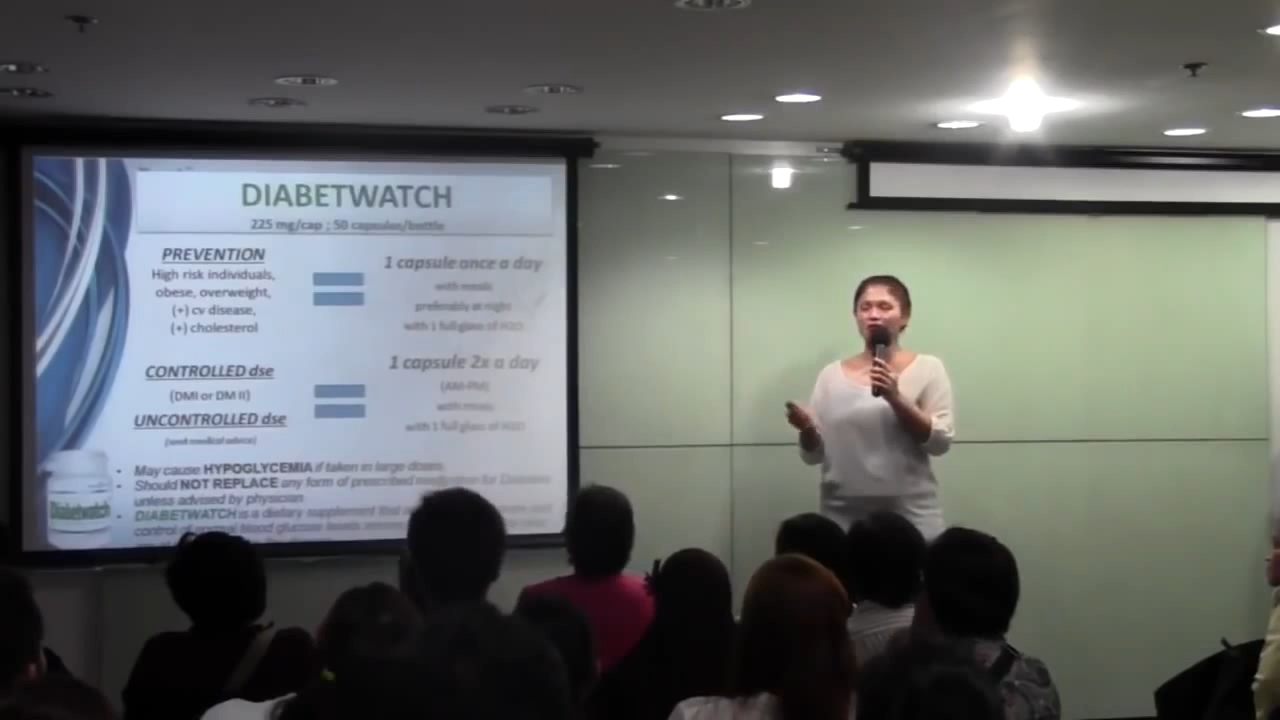 DIABETWATCH
225 mg/cap ; 50 capsules/bottle
PREVENTION
High risk individuals,
obese, overweight,
(+) cv disease,
(+) cholesterol
1 capsule once a day
with meals
preferably at night
with 1 full glass of H2O
CONTROLLED dse
(DMI or DM II)
UNCONTROLLED dse
(seek medical advice)
1 capsule 2x a day
(AM-PM)
with meals
with 1 full glass of H2O
• May cause HYPOGLYCEMIA if taken in large doses
• Should NOT REPLACE any form of prescribed medication for Diabetes
unless advised by physician
• DIABETWATCH is a dietary supplement that
control of normal blood glucose levels
Diabetwatch